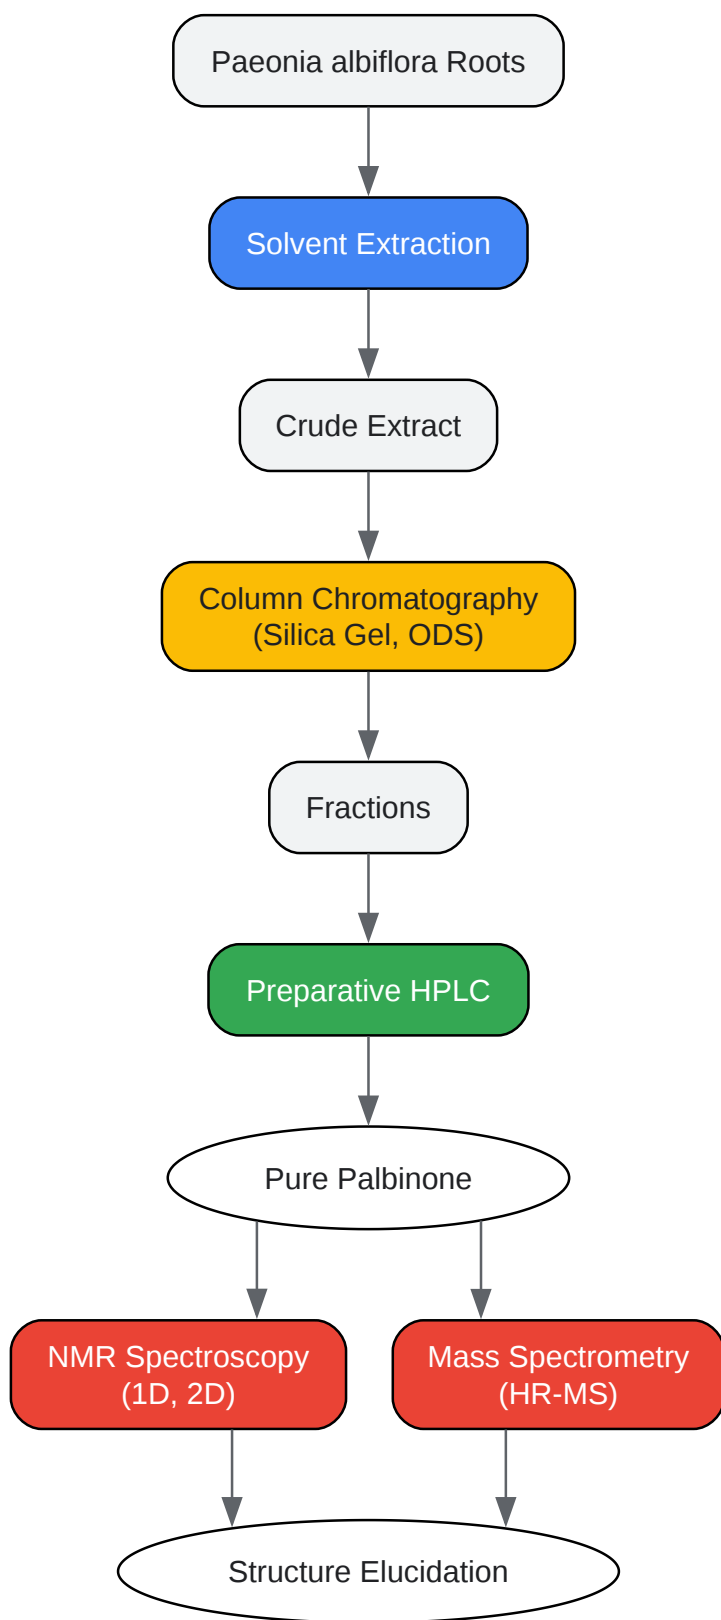 Paeonia albiflora Roots
Solvent Extraction
Crude Extract
Column Chromatography
(Silica Gel, ODS)
Fractions
Preparative HPLC
Pure Palbinone
NMR Spectroscopy
(1D, 2D)
Mass Spectrometry
(HR-MS)
Structure Elucidation